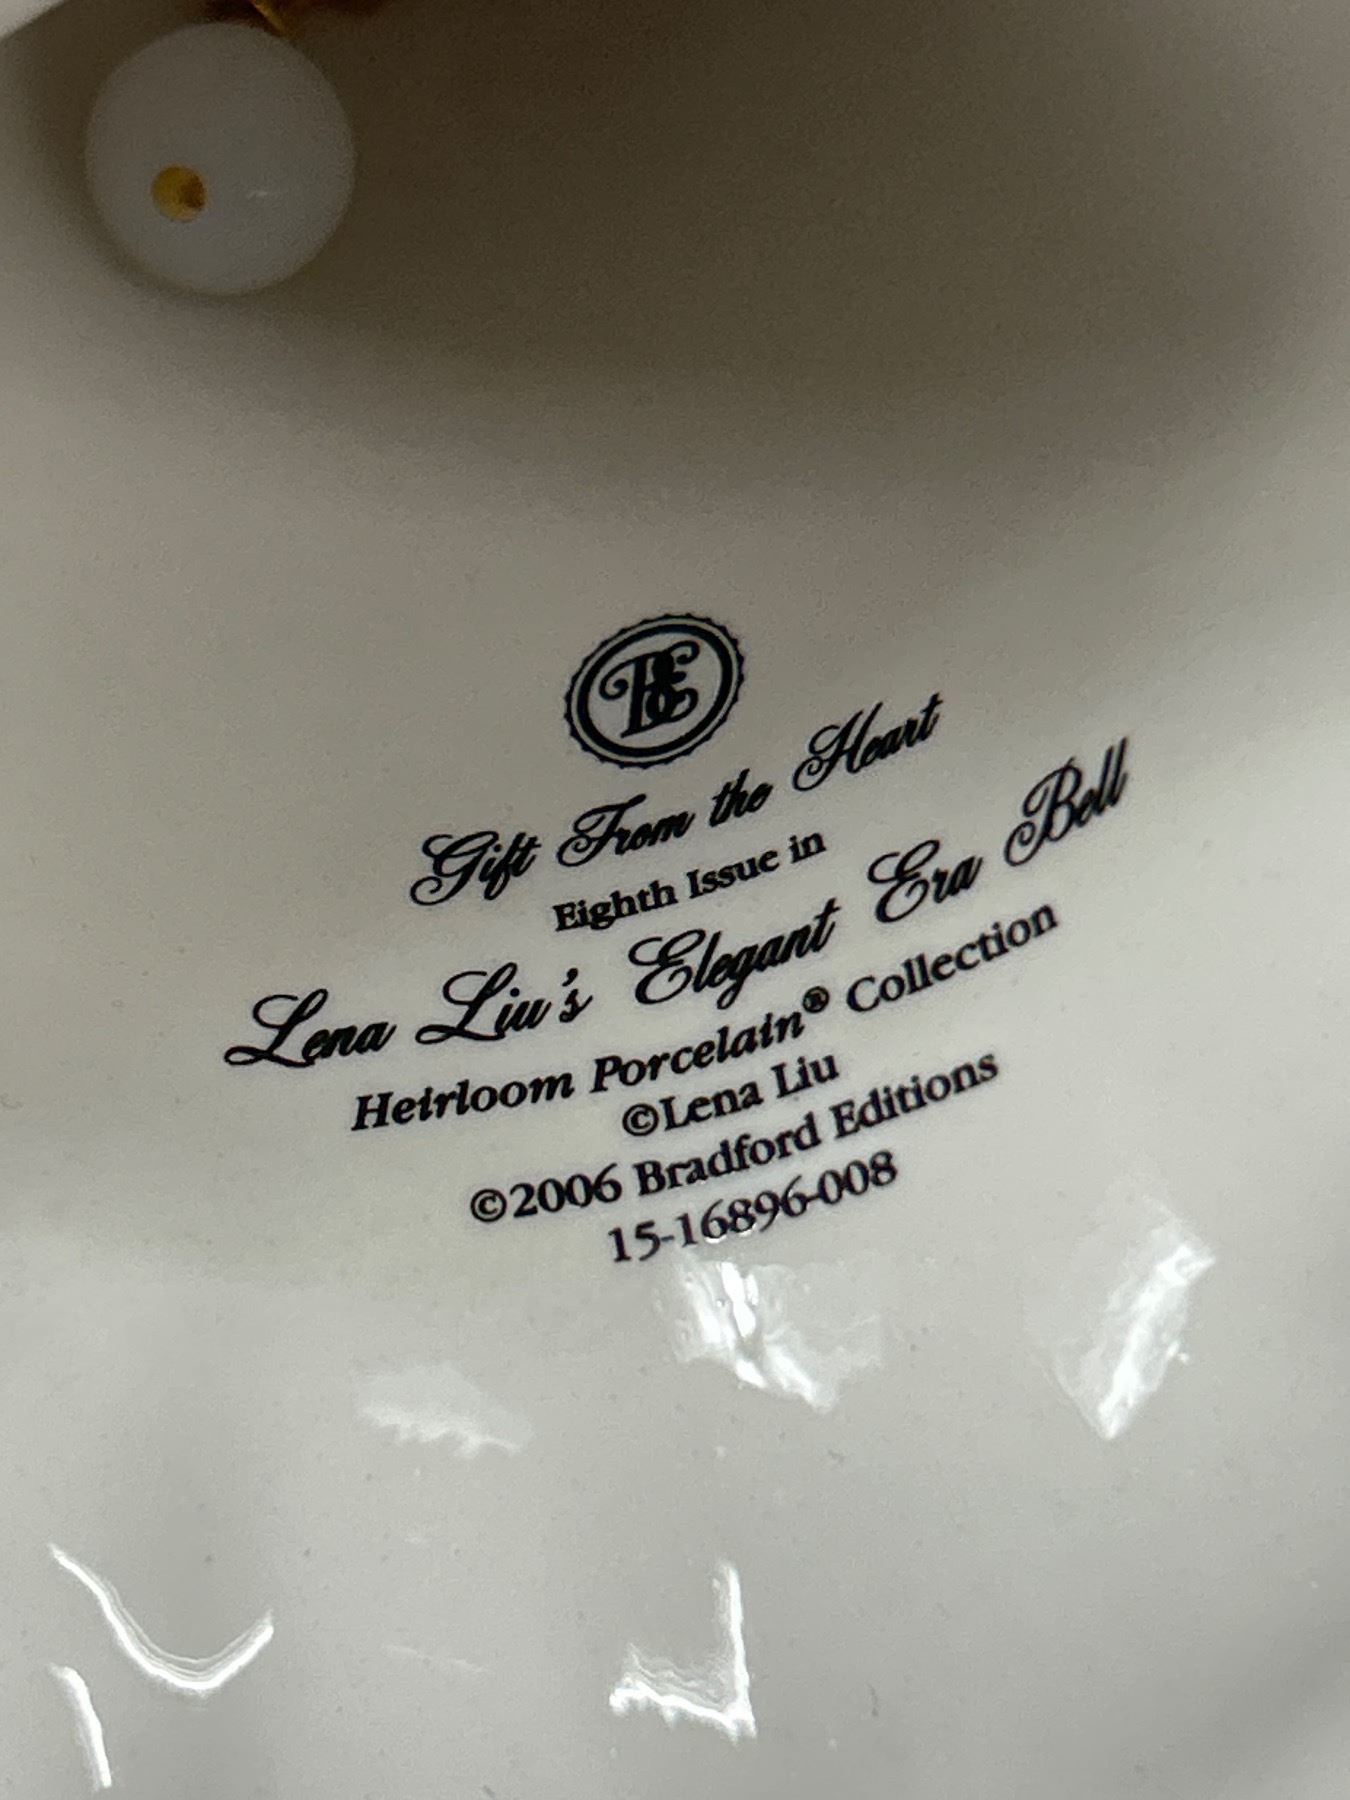 BE
Gift From the Heart
Eighth Issue in
Lena Liu's Elegant Era Bell
Heirloom Porcelain® Collection
©Lena Liu
©2006 Bradford Editions
15-16896-008